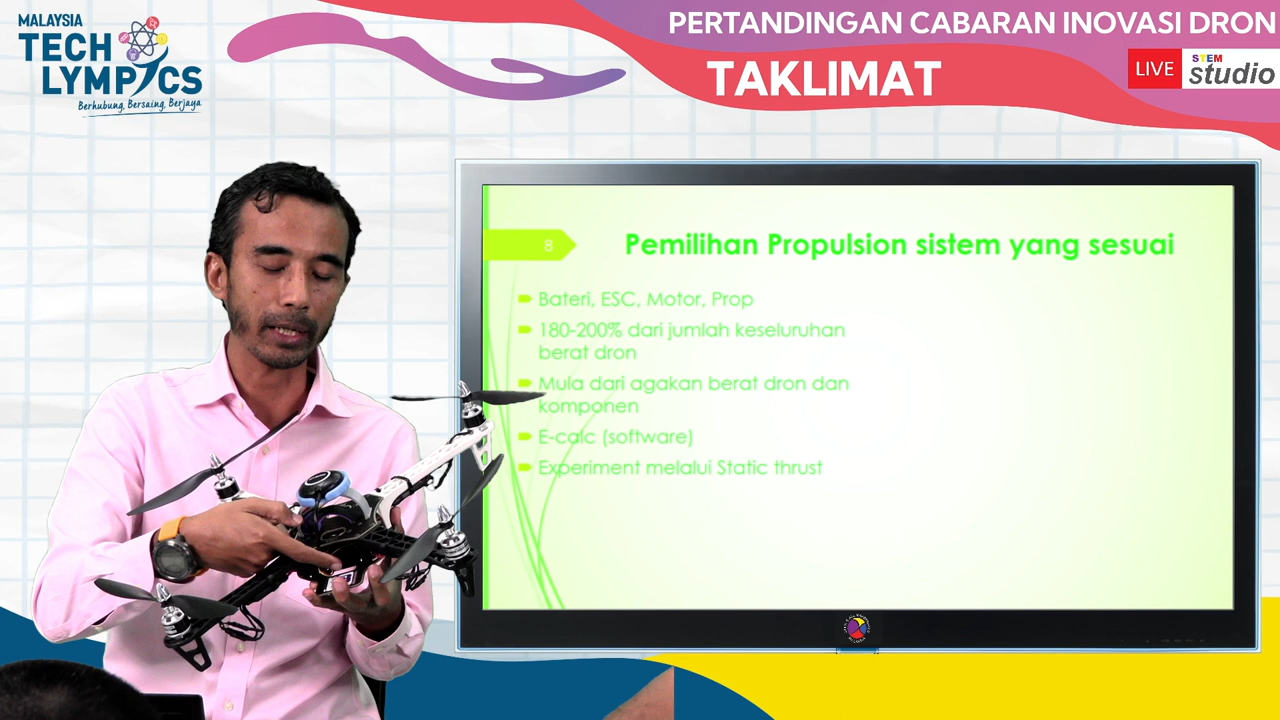 MALAYSIA
TECH
LYMPICS
Berhubung, Bersaing, Berjaya
PERTANDINGAN CABARAN INOVASI DRON
TAKLIMAT
LIVE
STEM
studio
8
Pemilihan Propulsion sistem yang sesuai
Bateri, ESC, Motor, Prop
180-200% dari jumlah keseluruhan
berat dron
Mula dari agakan berat dron dan
komponen
E-calc (software)
Experiment melalui Static thrust